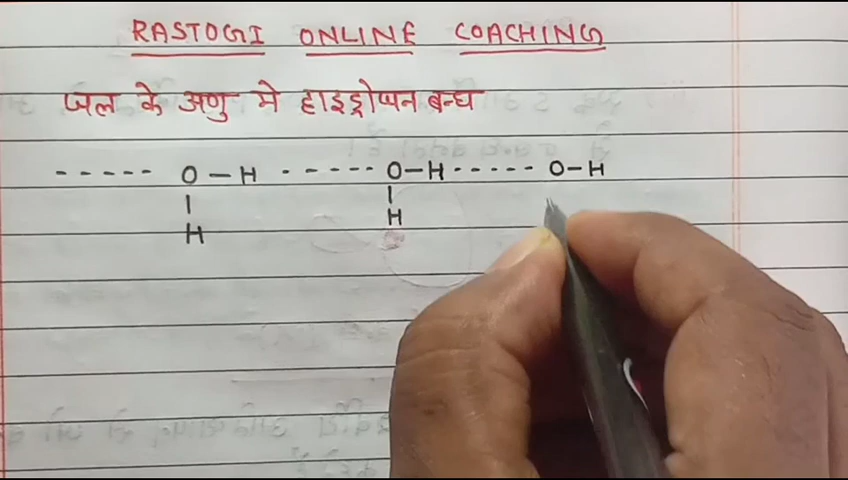 RASTOGI ONLINE COACHING
जल के अणु मे हाइड्रोजन बन्ध
----- O — H ------ O-H ------ O-H
| |
H H